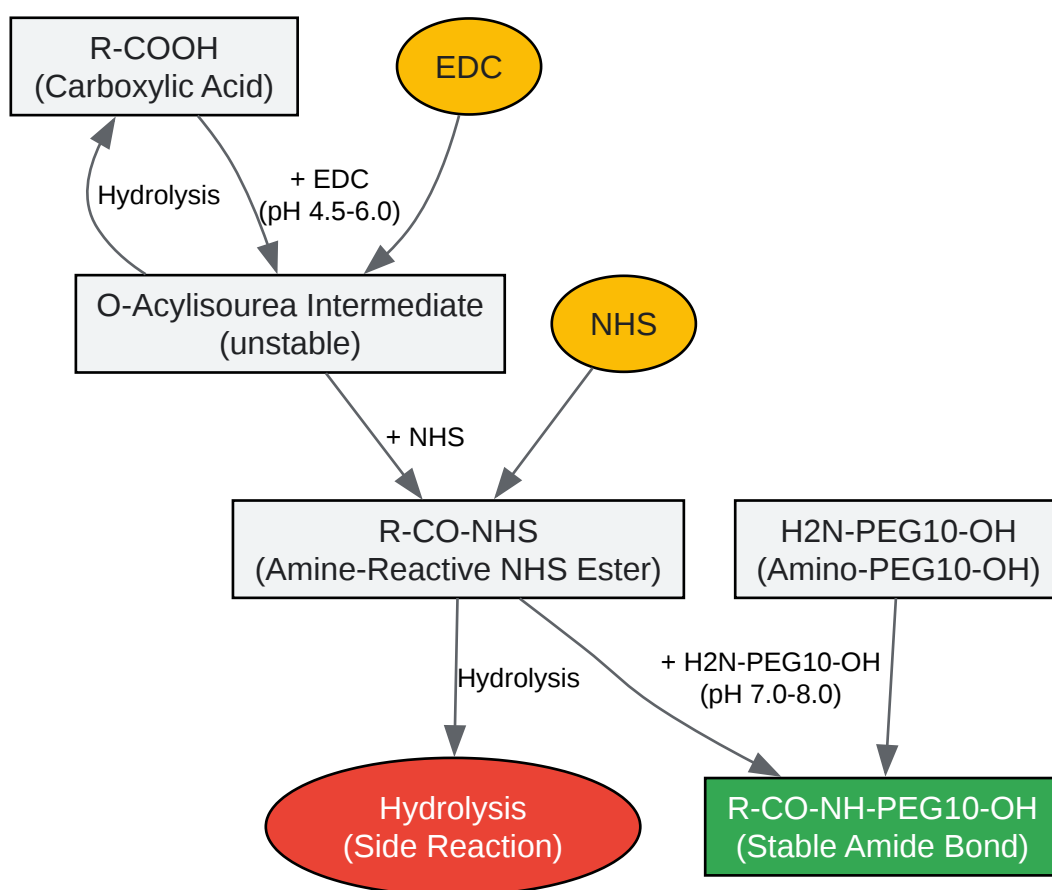 R-COOH
(Carboxylic Acid)
EDC
Hydrolysis
+ EDC
(pH 4.5-6.0)
O-Acylisourea Intermediate
(unstable)
NHS
+ NHS
R-CO-NHS
(Amine-Reactive NHS Ester)
H2N-PEG10-OH
(Amino-PEG10-OH)
Hydrolysis
+ H2N-PEG10-OH
(pH 7.0-8.0)
Hydrolysis
(Side Reaction)
R-CO-NH-PEG10-OH
(Stable Amide Bond)